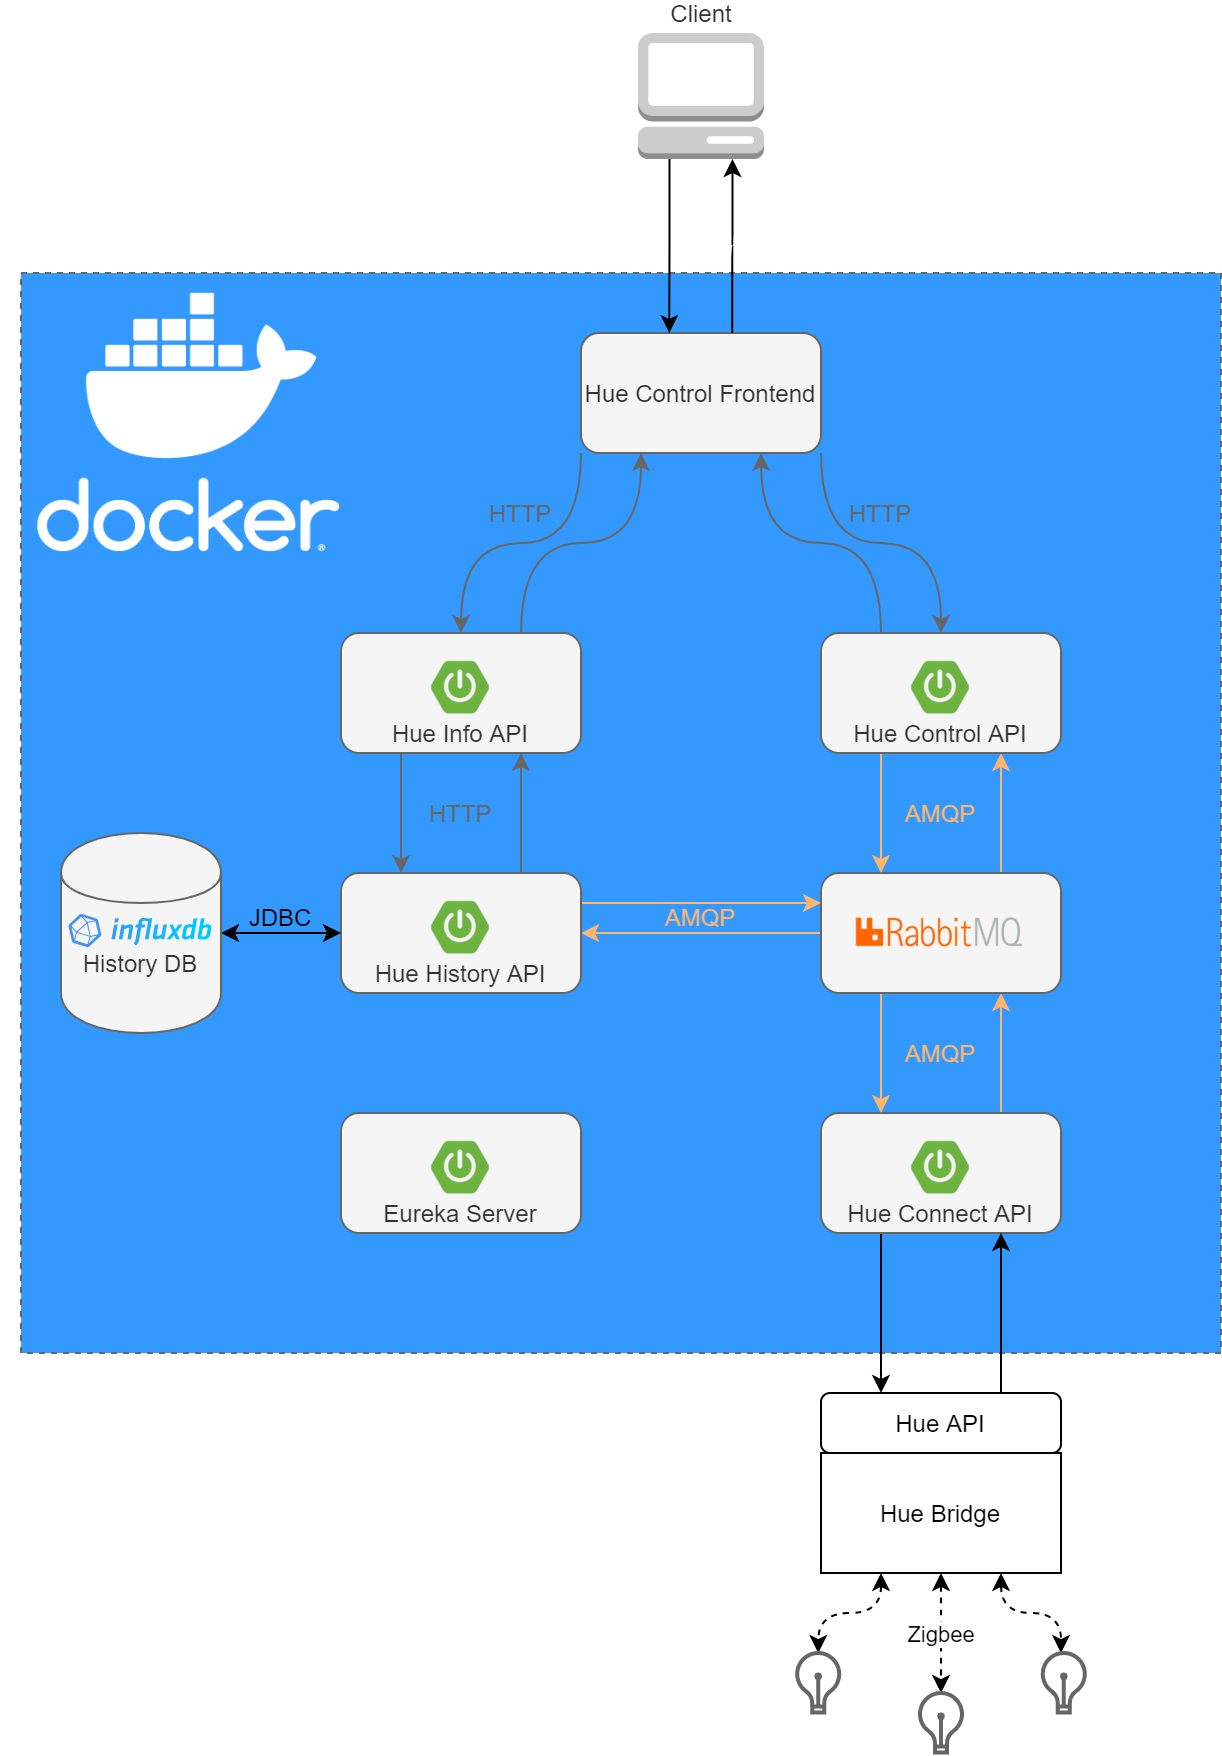 Client
docker
Hue Control Frontend
HTTP
HTTP
Hue Info API
Hue Control API
HTTP
AMQP
influxdb
History DB
JDBC
Hue History API
AMQP
RabbitMQ
AMQP
Eureka Server
Hue Connect API
Hue API
Hue Bridge
Zigbee